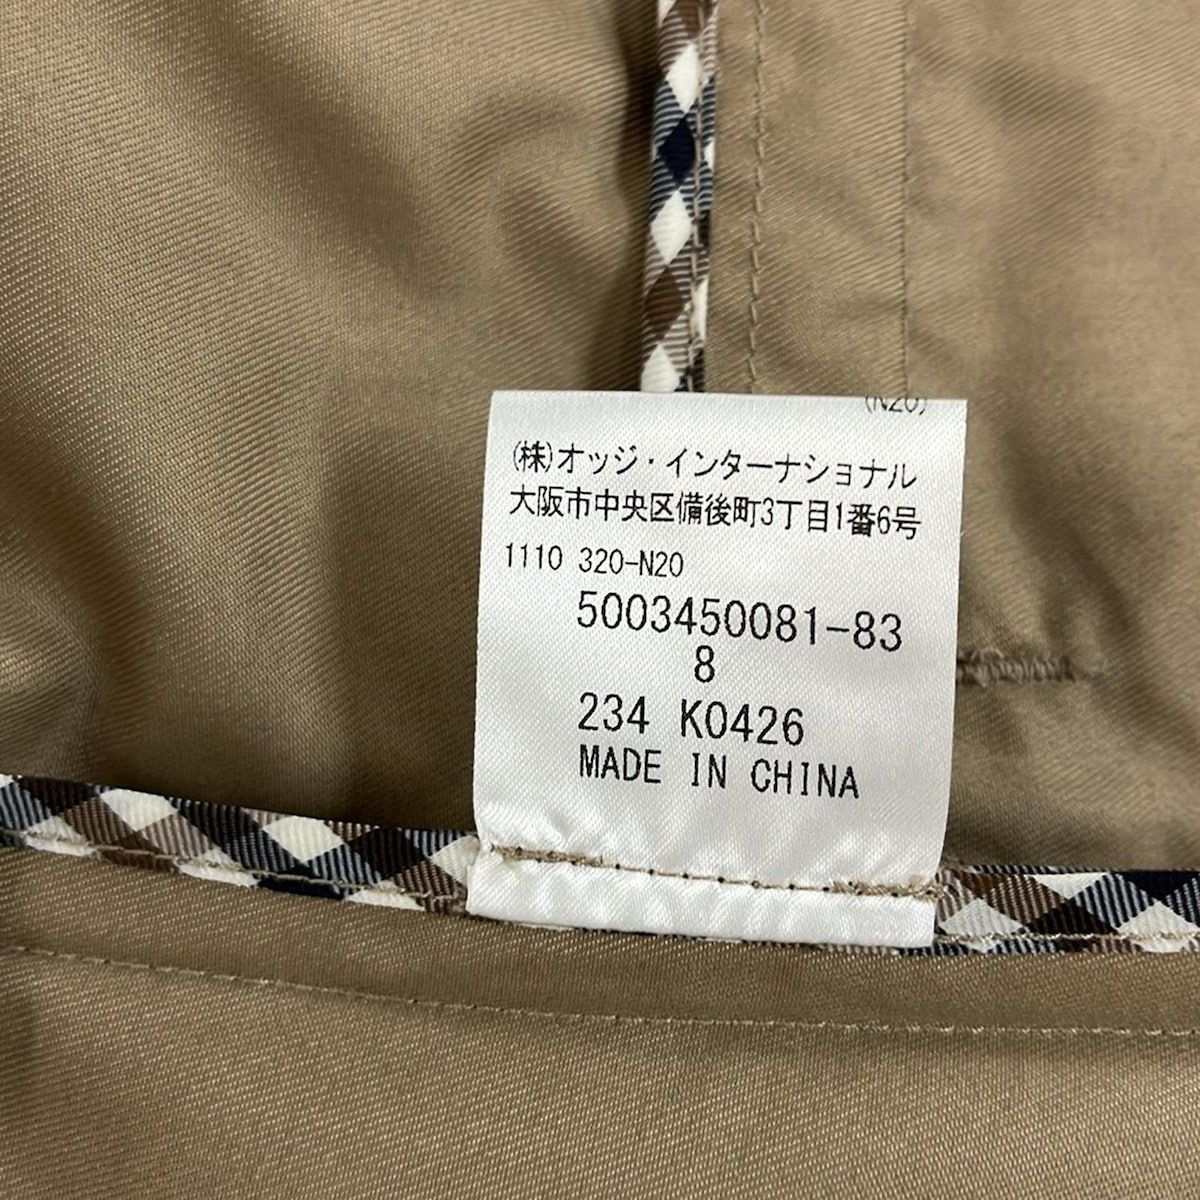 (N20)
(株)オッジ・インターナショナル
大阪市中央区備後町3丁目1番6号
1110 320-N20
5003450081-83
8
234 K0426
MADE IN CHINA